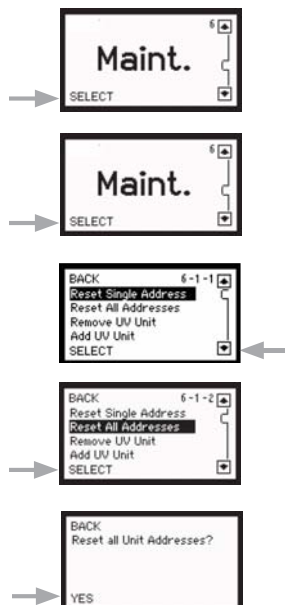 6
Maint.
SELECT
6
Maint.
SELECT
BACK 6-1-1
Reset Single Address
Reset All Addresses
Remove UV Unit
Add UV Unit
SELECT
BACK 6-1-2
Reset Single Address
Reset All Addresses
Remove UV Unit
Add UV Unit
SELECT
BACK
Reset all Unit Addresses?
YES